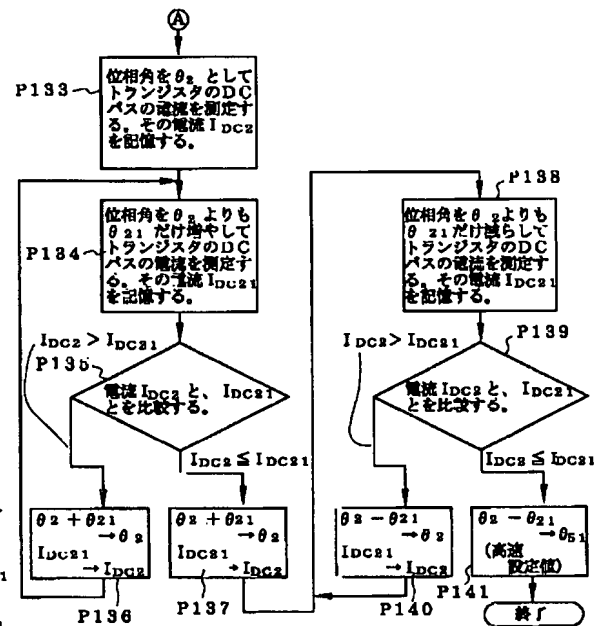 A
P133
位相角をθ2 として
トランジスタのDC
パスの電流を測定す
る。その電流IDC2
を記憶する。
P134
位相角をθ2 よりも
θ21 だけ増やして
トランジスタのDC
パスの電流を測定す
る。その電流IDC21
を記憶する。
IDC2 > IDC21
P135
電流IDC2と、IDC21
とを比較する。
IDC2 ≦ IDC21
θ2 + θ21
→θ2
IDC21
→IDC2
P136
θ2 + θ21
→θ2
IDC21
→IDC2
P137
P138
位相角をθ2 よりも
θ21 だけ減らして
トランジスタのDC
パスの電流を測定す
る。その電流IDC21
を記憶する。
P139
IDC2 > IDC21
電流IDC2と、IDC21
とを比較する。
IDC2 ≦ IDC21
θ2 − θ21
→θ2
IDC21
→IDC2
P140
θ2 − θ21
→θ51
(高速
設定値)
P141
終了